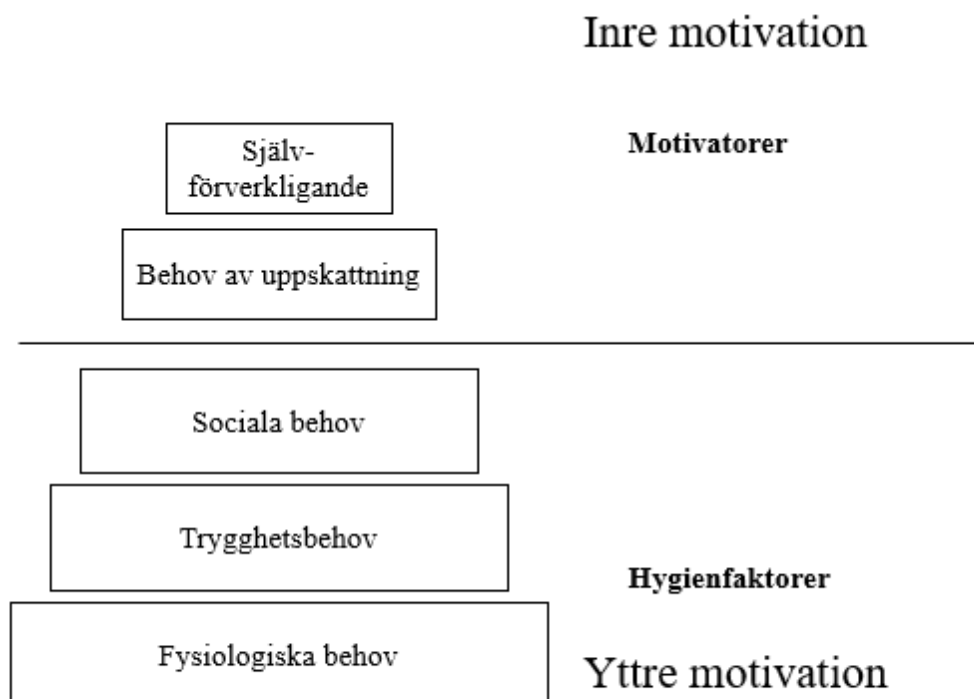 Inre motivation
Själv-
förverkligande
Motivatorer
Behov av uppskattning
Sociala behov
Trygghetsbehov
Hygienfaktorer
Fysiologiska behov
Yttre motivation